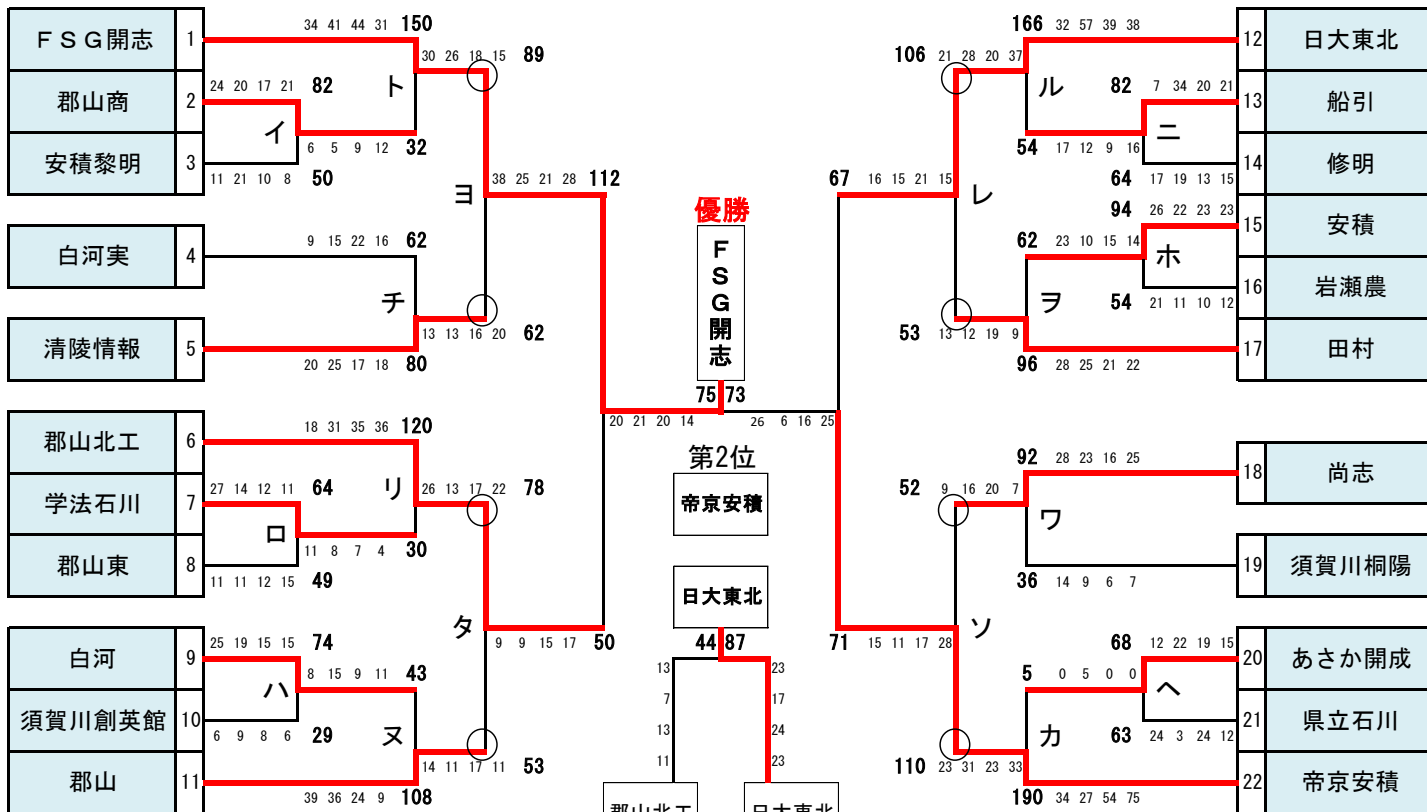 34 41 44 31 150
ＦＳＧ開志 1
30 26 18 15 89
24 20 17 21 82
ト
郡山商 2
イ
6 5 9 12 32
安積黎明 3
11 21 10 8 50
ヨ
38 25 21 28 112
9 15 22 16 62
白河実 4
チ
13 13 16 20 62
清陵情報 5
20 25 17 18 80
18 31 35 36 120
郡山北工 6
27 14 12 11 64
リ
26 13 17 22 78
学法石川 7
ロ
11 8 7 4 30
郡山東 8
11 11 12 15 49
タ
9 9 15 17 50
25 19 15 15 74
白河 9
8 15 9 11 43
ハ
須賀川創英館 10
6 9 8 6 29
ヌ
14 11 17 11 53
郡山 11
39 36 24 9 108
優勝
ＦＳＧ開志
75 73
20 21 20 14
26 6 16 25
第2位
帝京安積
日大東北
44 87
13 7 13 11
23 17 24 23
郡山北工
日大東北
166 32 57 39 38
12 日大東北
106 21 28 20 37
ル
82 7 34 20 21
13 船引
ニ
54 17 12 9 16
14 修明
64 17 19 13 15
67 16 15 21 15
レ
94 26 22 23 23
15 安積
62 23 10 15 14
ホ
16 岩瀬農
54 21 11 10 12
ヲ
53 13 12 19 9
17 田村
96 28 25 21 22
92 28 23 16 25
18 尚志
52 9 16 20 7
ワ
19 須賀川桐陽
36 14 9 6 7
ソ
71 15 11 17 28
68 12 22 19 15
20 あさか開成
5 0 5 0 0
ヘ
21 県立石川
63 24 3 24 12
カ
110 23 31 23 33
22 帝京安積
190 34 27 54 75